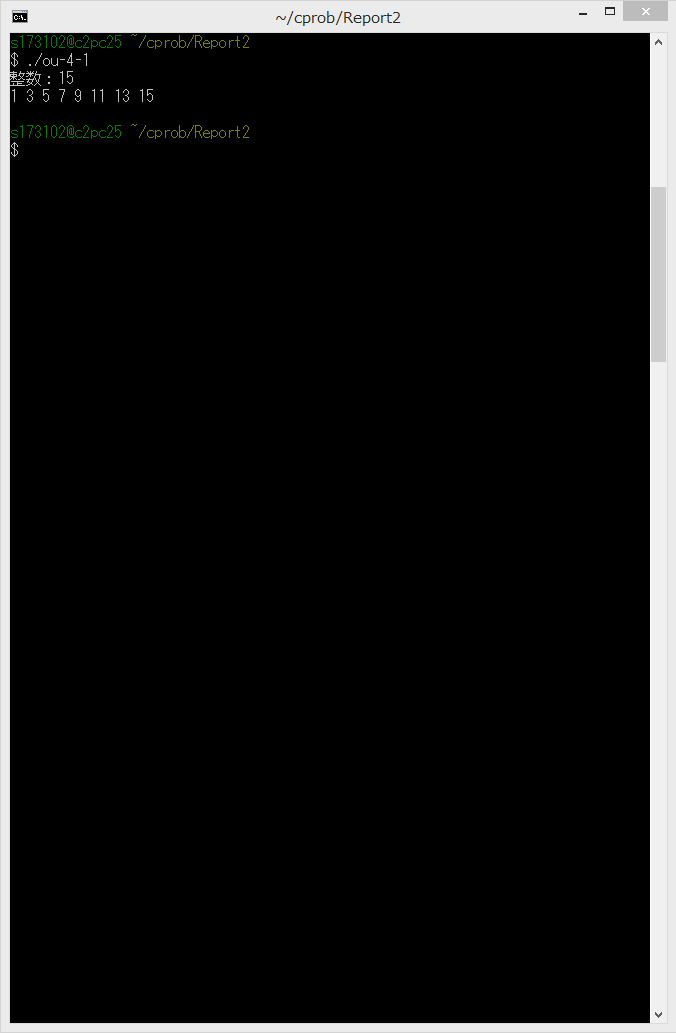 ~/cprob/Report2
s173102@c2pc25 ~/cprob/Report2
$ ./ou-4-1
整数：15
1 3 5 7 9 11 13 15
s173102@c2pc25 ~/cprob/Report2
$